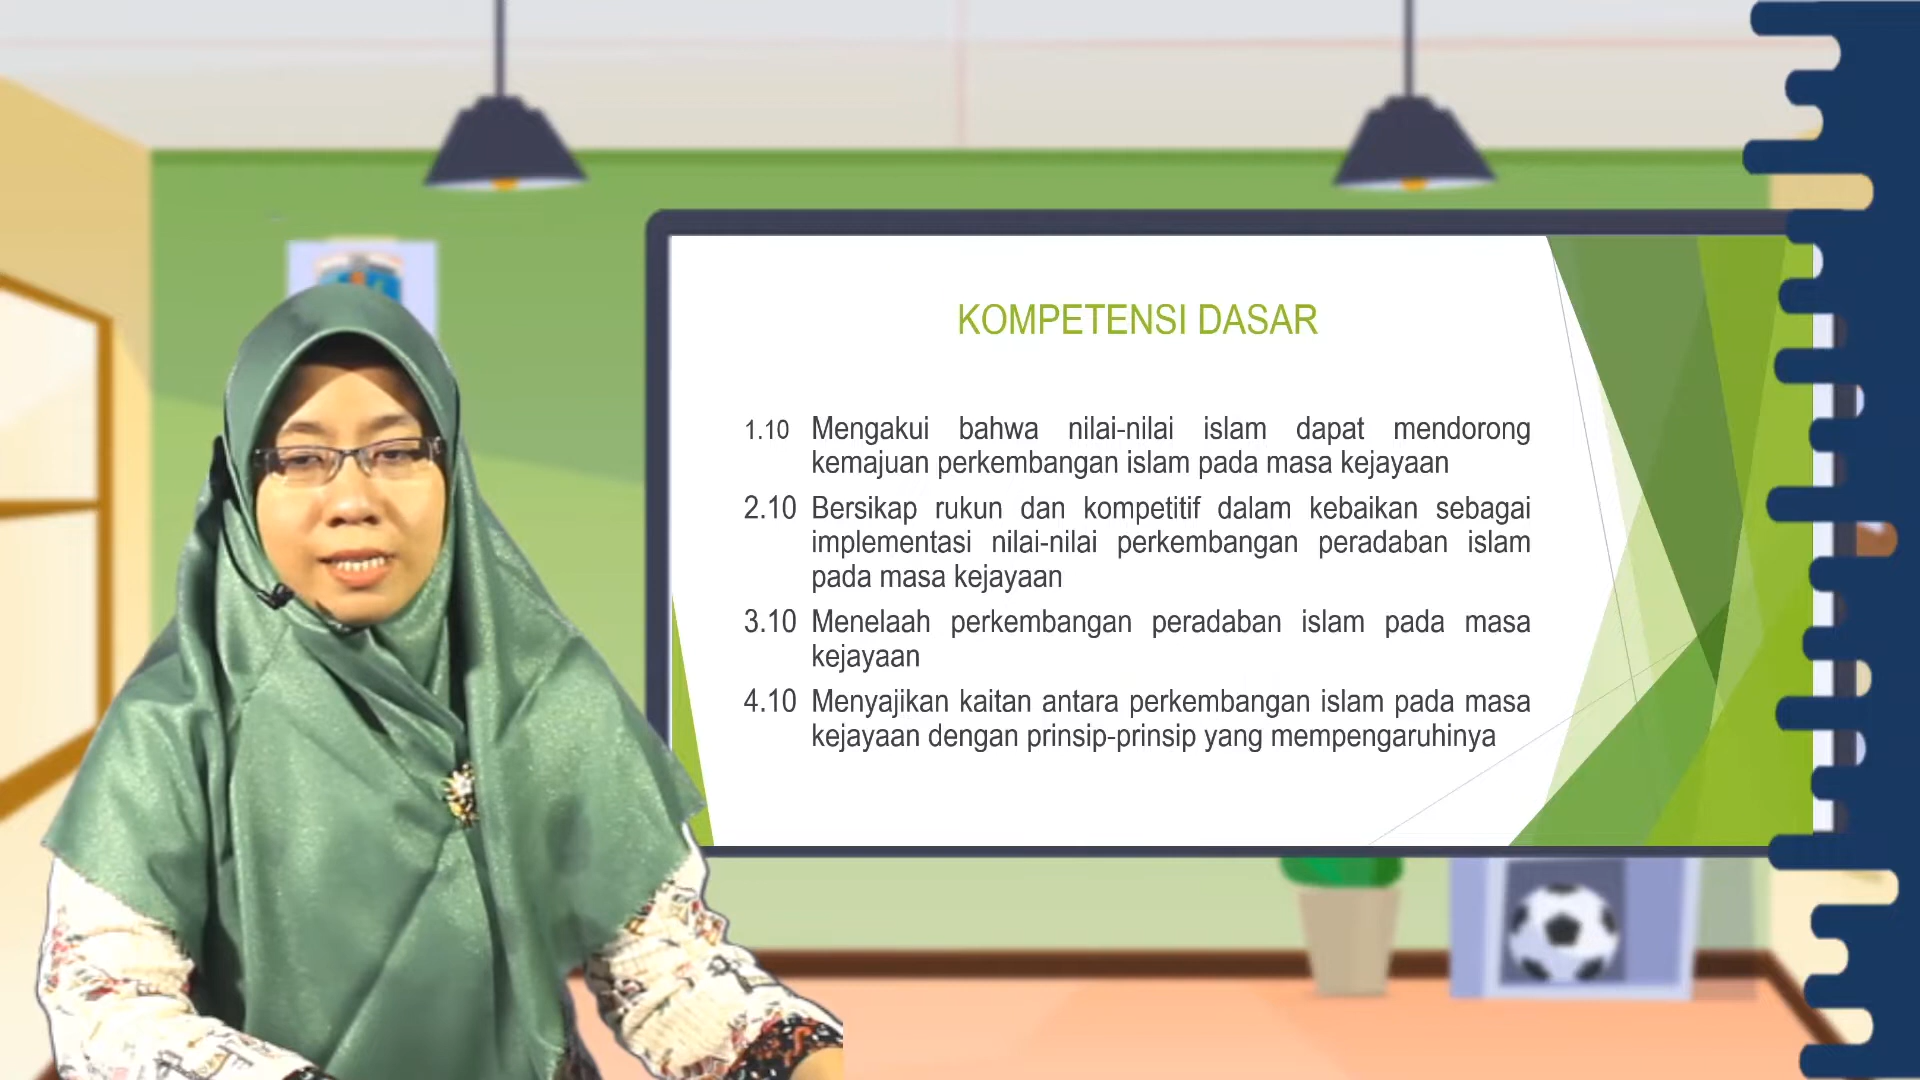 KOMPETENSI DASAR
1.10 Mengakui bahwa nilai-nilai islam dapat mendorong
kemajuan perkembangan islam pada masa kejayaan
2.10 Bersikap rukun dan kompetitif dalam kebaikan sebagai
implementasi nilai-nilai perkembangan peradaban islam
pada masa kejayaan
3.10 Menelaah perkembangan peradaban islam pada masa
kejayaan
4.10 Menyajikan kaitan antara perkembangan islam pada masa
kejayaan dengan prinsip-prinsip yang mempengaruhinya